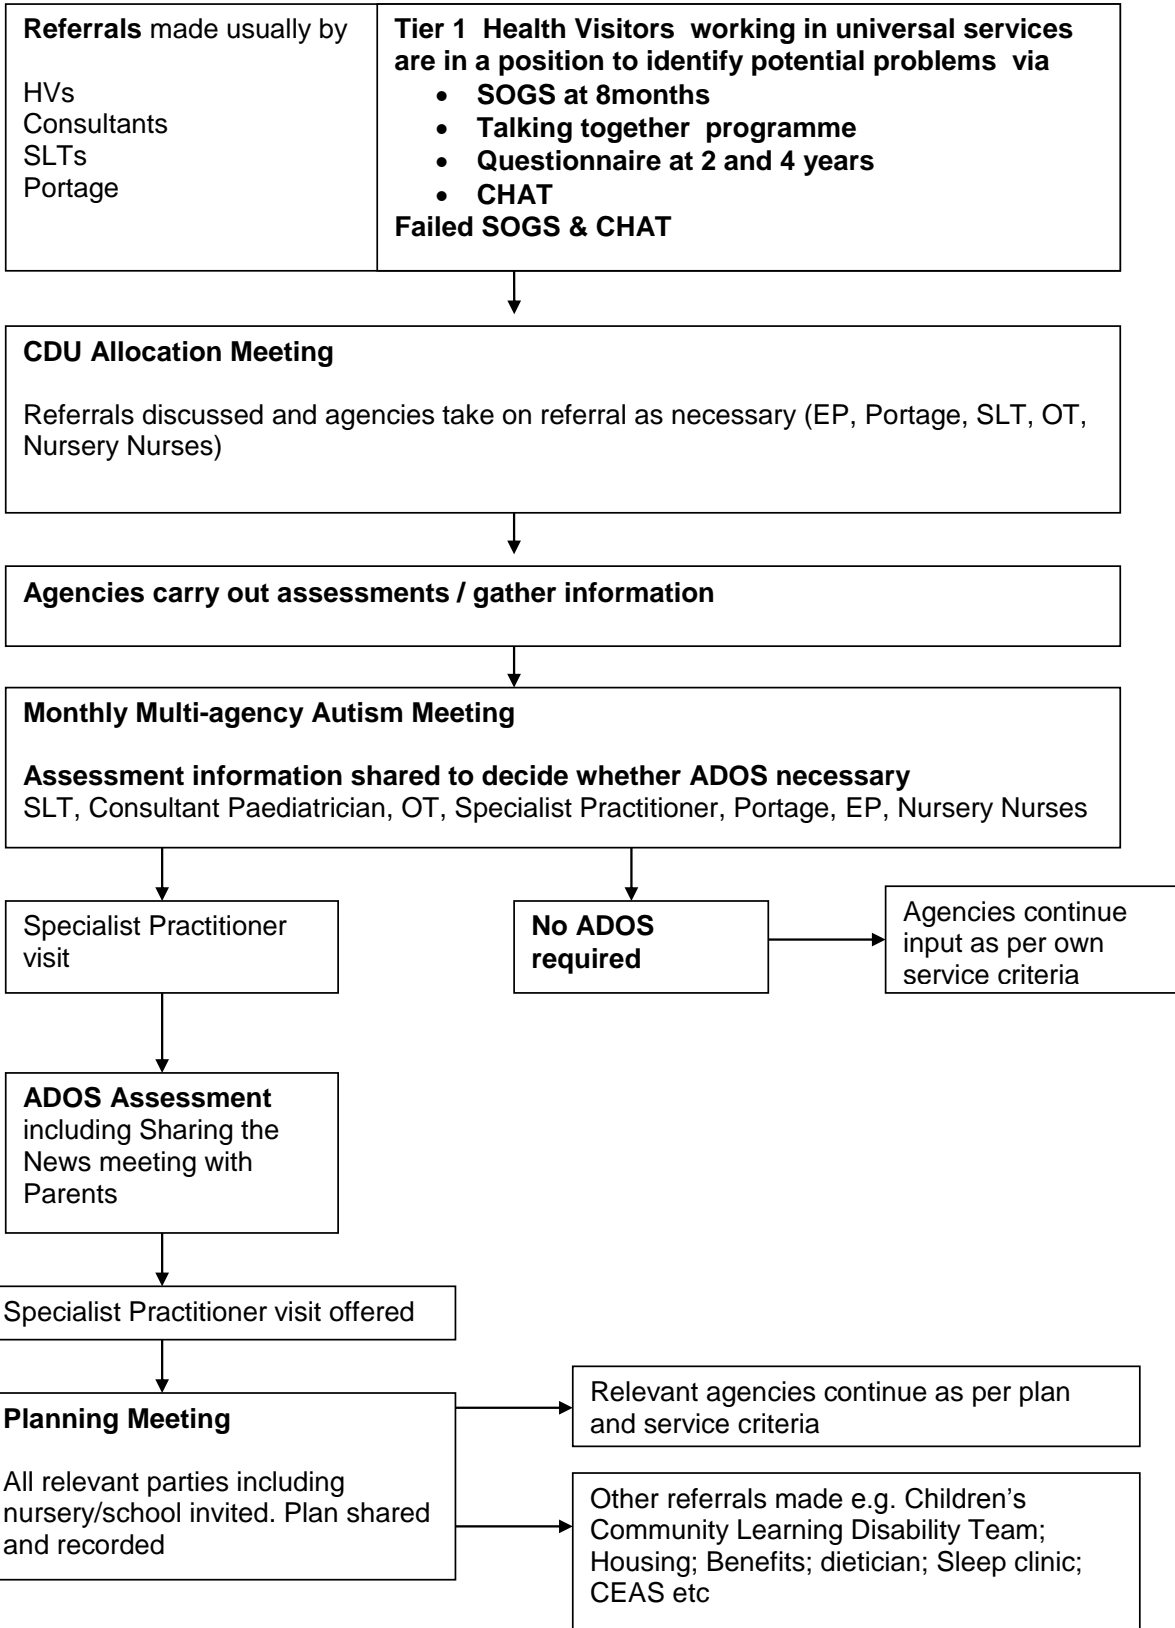 Referrals made usually by
HVs
Consultants
SLTs
Portage
Tier 1 Health Visitors working in universal services
are in a position to identify potential problems via
• SOGS at 8months
• Talking together programme
• Questionnaire at 2 and 4 years
• CHAT
Failed SOGS & CHAT
CDU Allocation Meeting
Referrals discussed and agencies take on referral as necessary (EP, Portage, SLT, OT,
Nursery Nurses)
Agencies carry out assessments / gather information
Monthly Multi-agency Autism Meeting
Assessment information shared to decide whether ADOS necessary
SLT, Consultant Paediatrician, OT, Specialist Practitioner, Portage, EP, Nursery Nurses
Specialist Practitioner
visit
No ADOS
required
Agencies continue
input as per own
service criteria
ADOS Assessment
including Sharing the
News meeting with
Parents
Specialist Practitioner visit offered
Planning Meeting
All relevant parties including
nursery/school invited. Plan shared
and recorded
Relevant agencies continue as per plan
and service criteria
Other referrals made e.g. Children’s
Community Learning Disability Team;
Housing; Benefits; dietician; Sleep clinic;
CEAS etc